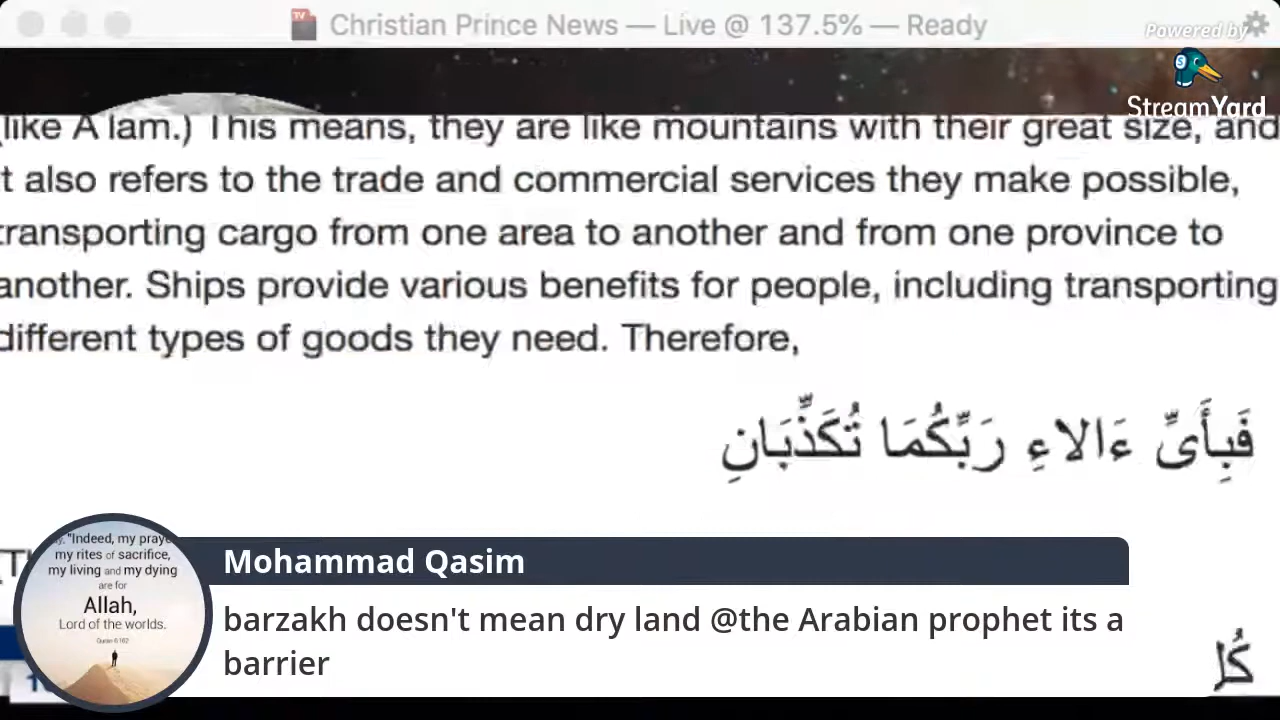 Christian Prince News — Live @ 137.5% — Ready
Powered by
StreamYard
(like A`lam.) This means, they are like mountains with their great size, and
t also refers to the trade and commercial services they make possible,
transporting cargo from one area to another and from one province to
another. Ships provide various benefits for people, including transporting
different types of goods they need. Therefore,
فَبِأَىِّ ءَالاءِ رَبِّكُمَا تُكَذِّبَانِ
"Indeed, my praye
my rites of sacrifice,
my living and my dying
are for
Allah,
Lord of the worlds.
Quran 6:162
Mohammad Qasim
barzakh doesn't mean dry land @the Arabian prophet its a
barrier